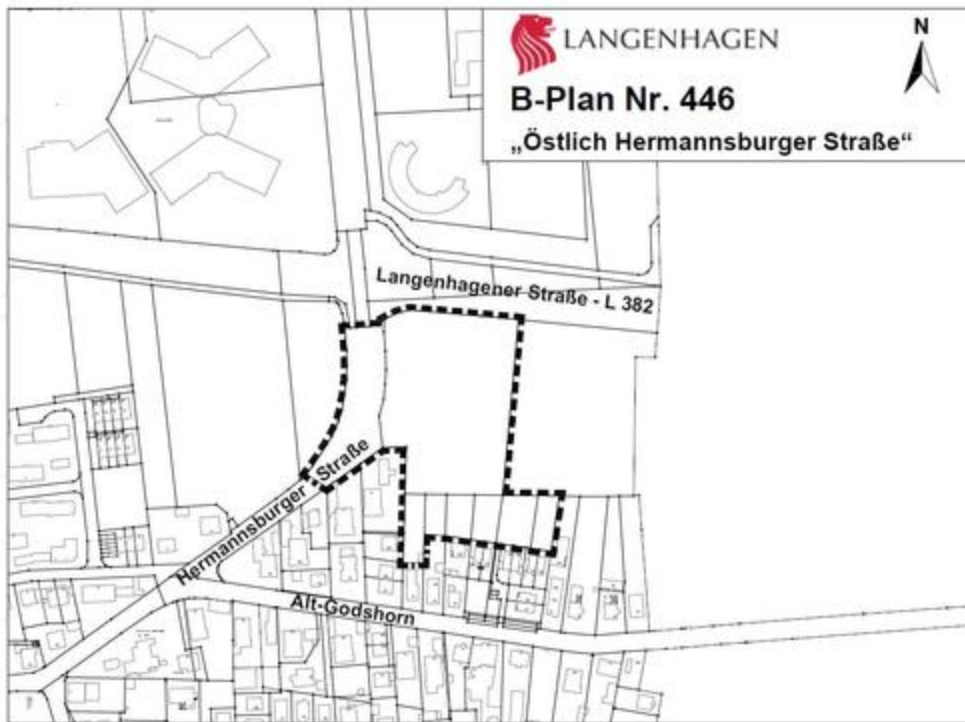 LANGENHAGEN
N
B-Plan Nr. 446
„Östlich Hermannsburger Straße“
Langenhagener Straße - L 382
Hermannsburger Straße
Alt-Godshorn